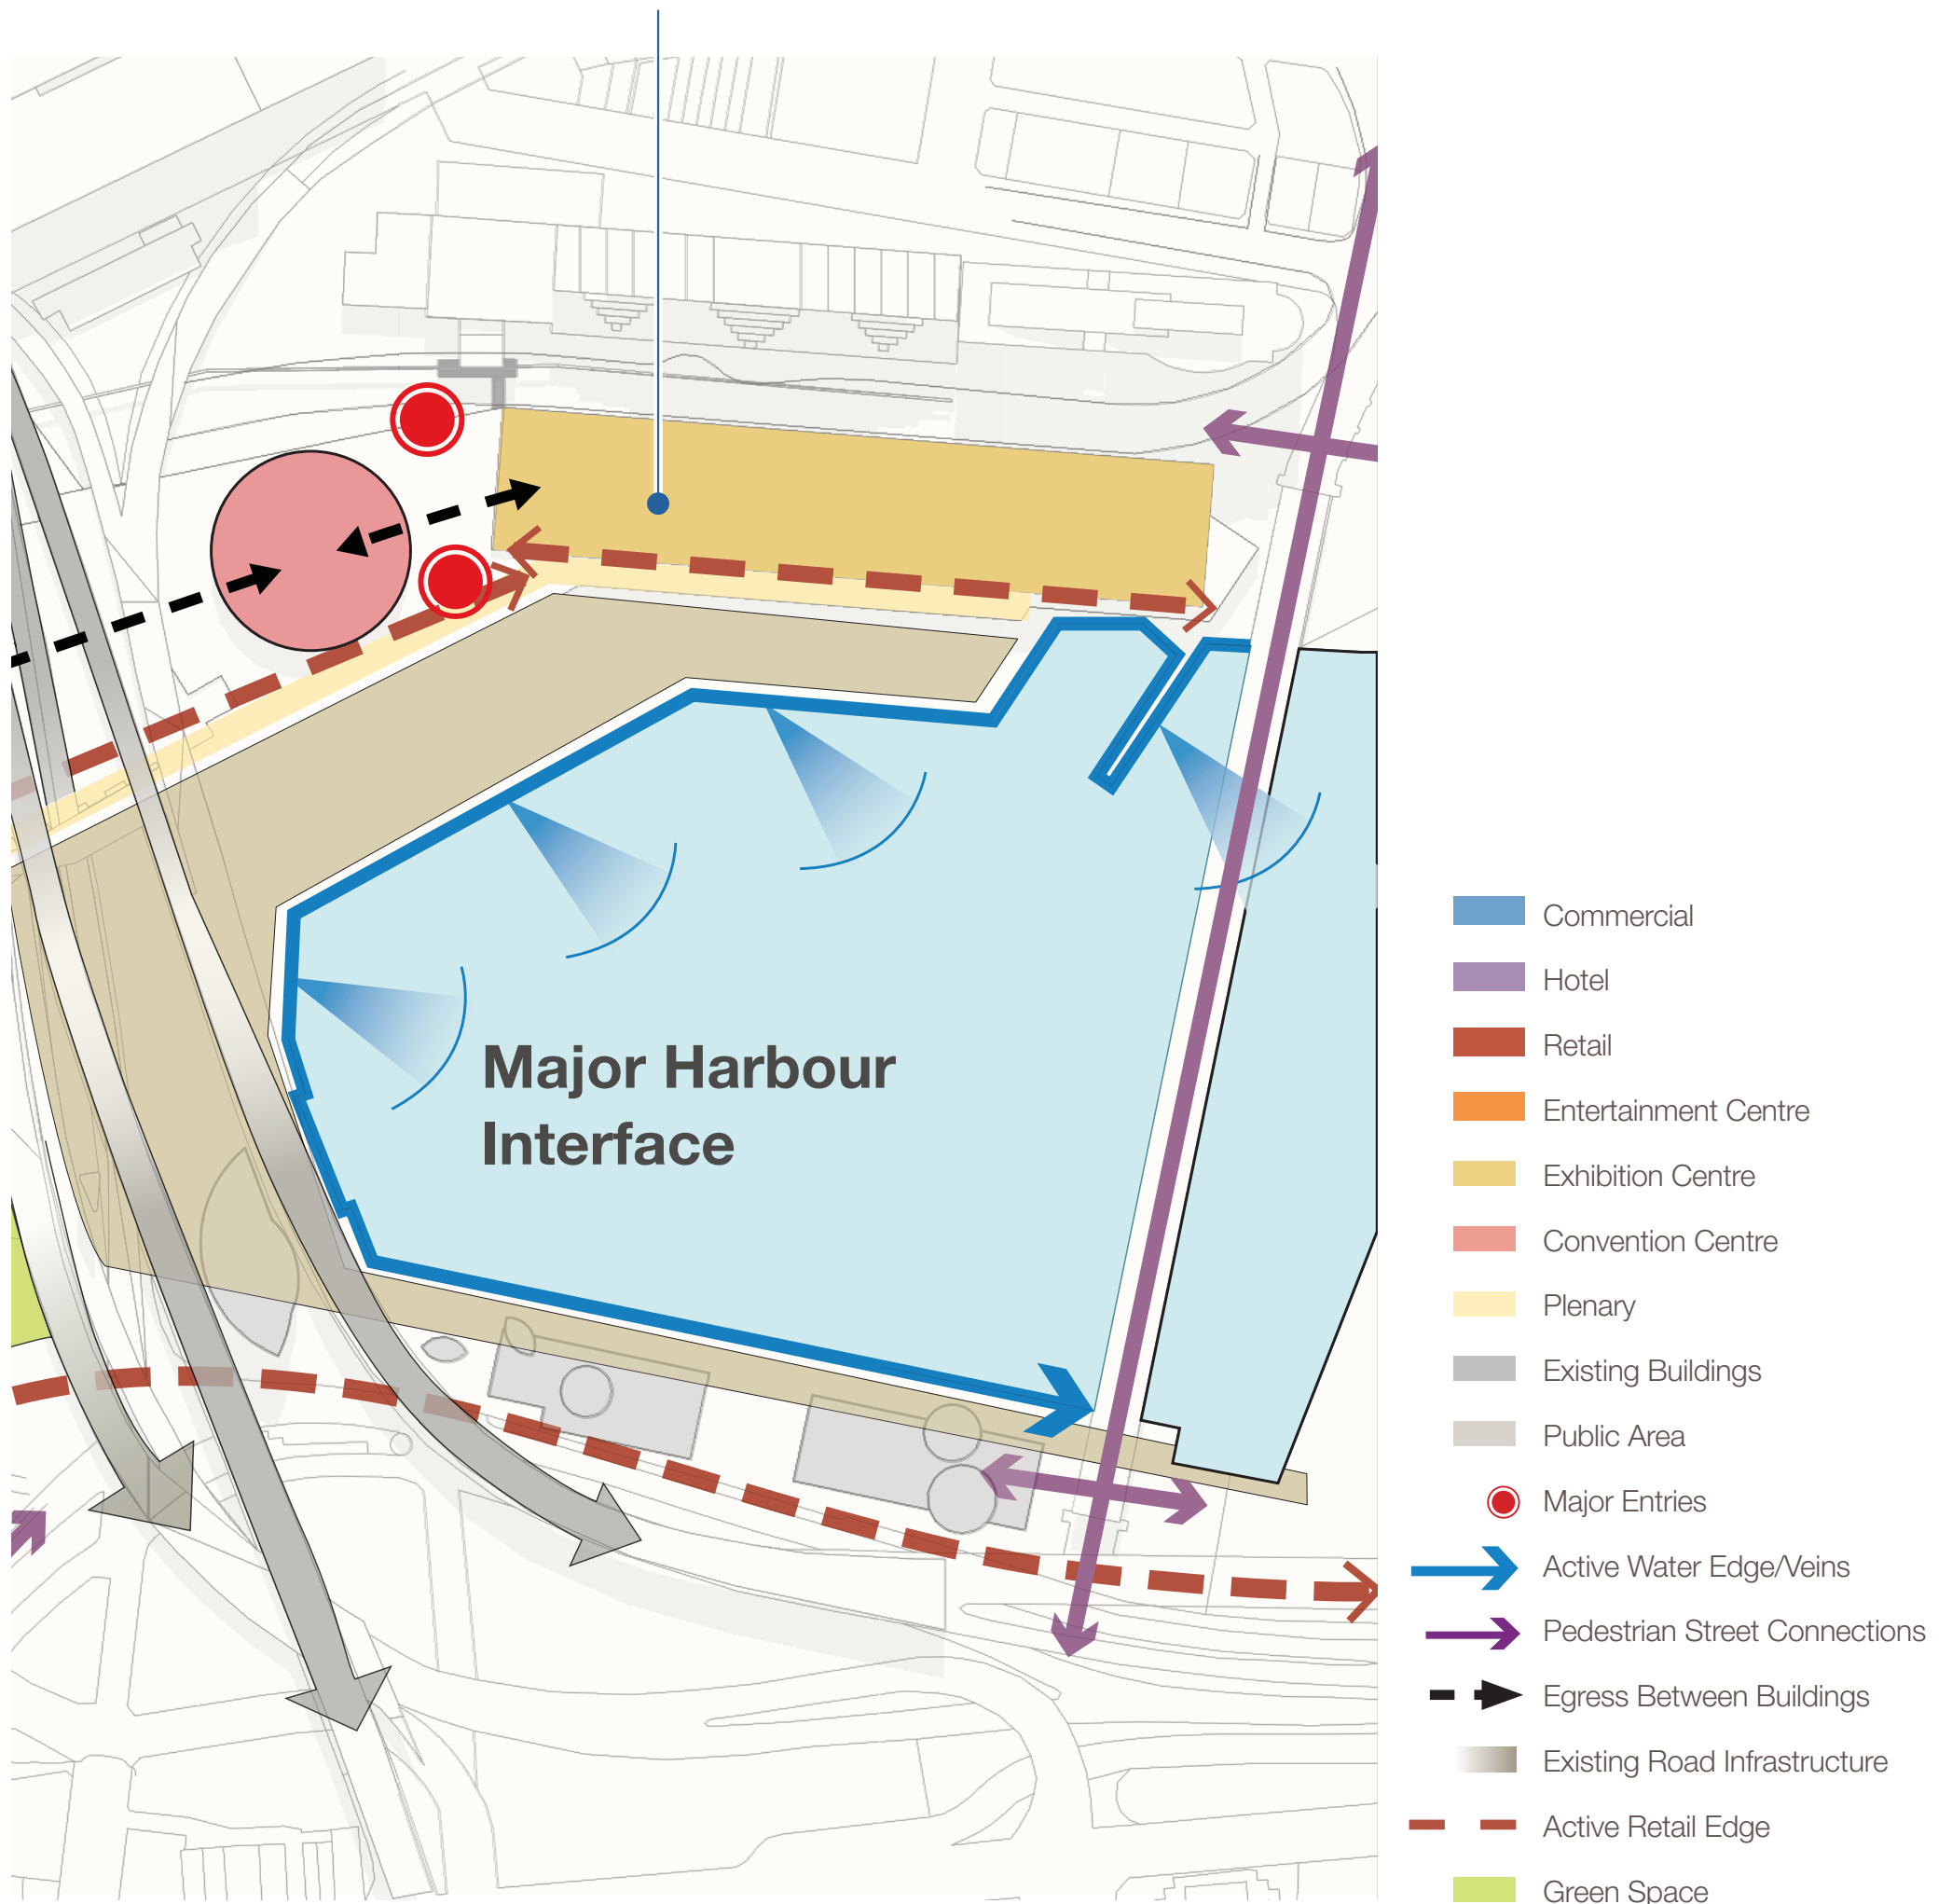 Major Harbour
Interface
Commercial
Hotel
Retail
Entertainment Centre
Exhibition Centre
Convention Centre
Plenary
Existing Buildings
Public Area
Major Entries
Active Water Edge/Veins
Pedestrian Street Connections
Egress Between Buildings
Existing Road Infrastructure
Active Retail Edge
Green Space